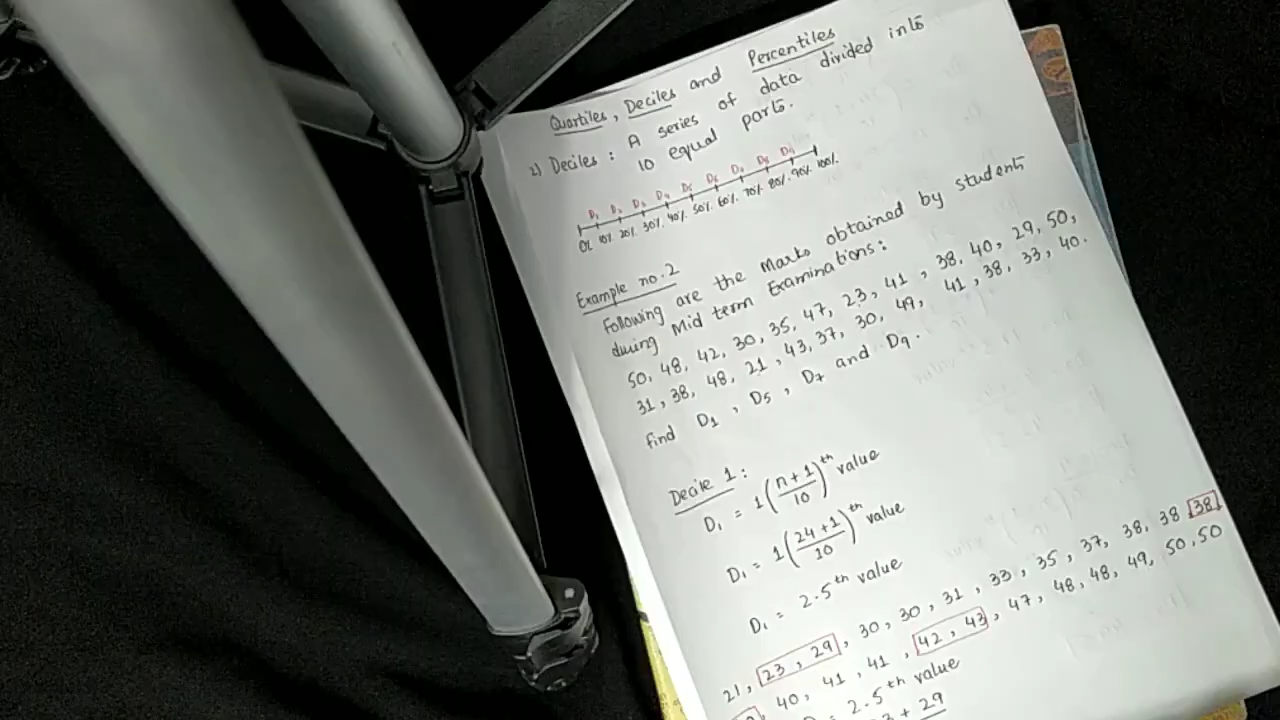 Quartiles, Deciles and Percentiles
2) Deciles : A series of data divided into
10 equal parts.
D1 D2 D3 D4 D5 D6 D7 D8 D9
0% 10% 20% 30% 40% 50% 60% 70% 80% 90% 100%
Example no. 2
Following are the Marks obtained by students
during Mid term Examinations :
50, 48, 42, 30, 35, 47, 23, 41, 38, 40, 29, 50,
31, 38, 48, 21, 43, 37, 30, 49, 41, 38, 33, 40.
find D1, D5, D7 and D9.
Decile 1 :
D1 = 1(n+1/10)th value
D1 = 1(24+1/10)th value
D1 = 2.5th value
21, 23, 29, 30, 30, 31, 33, 35, 37, 38, 38 38
40, 41, 41, 42, 43, 47, 48, 48, 49, 50, 50
= 2.5th value
+ 29